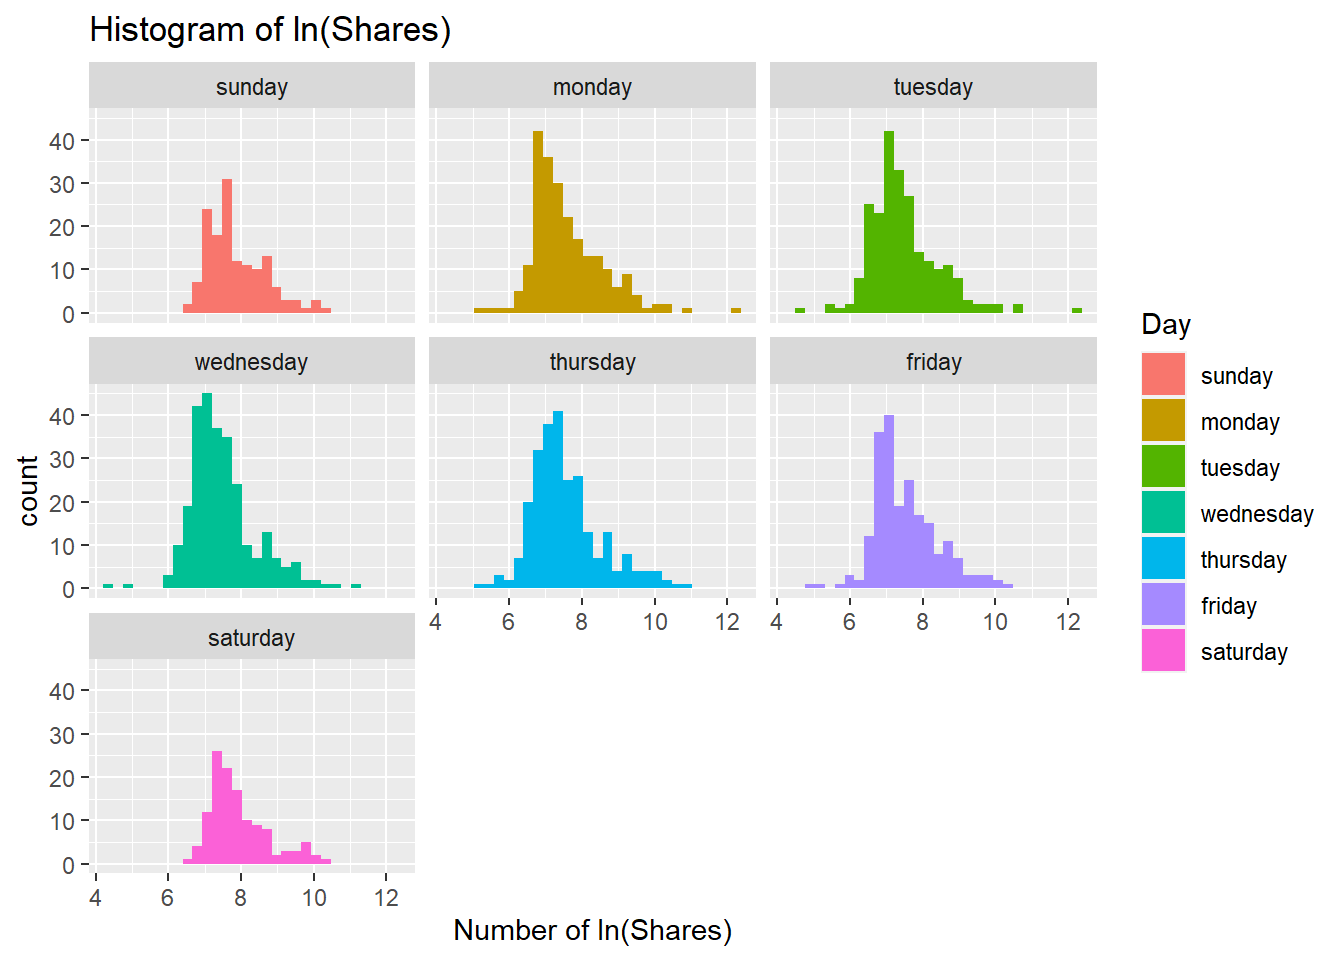 Histogram of ln(Shares)
sunday
monday
tuesday
40
30
20
10
0
wednesday
thursday
friday
40
30
20
10
0
4 6 8 10 12
4 6 8 10 12
saturday
40
30
20
10
0
4 6 8 10 12
count
Number of ln(Shares)
Day
sunday
monday
tuesday
wednesday
thursday
friday
saturday